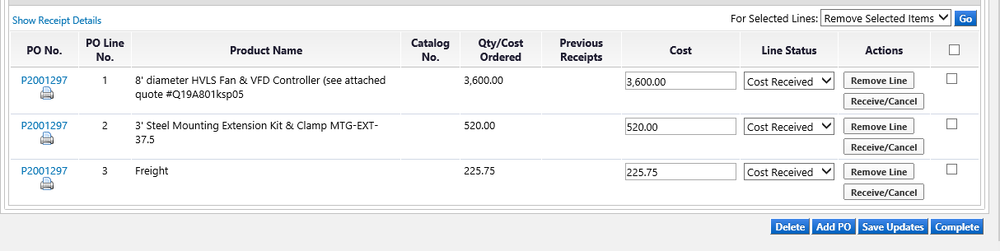 Show Receipt Details
For Selected Lines: Remove Selected Items Go
PO No. PO Line No. Product Name Catalog No. Qty/Cost Ordered Previous Receipts Cost Line Status Actions
P2001297 1 8' diameter HVLS Fan & VFD Controller (see attached 3,600.00 3,600.00 Cost Received Remove Line
quote #Q19A801ksp05 Receive/Cancel
P2001297 2 3' Steel Mounting Extension Kit & Clamp MTG-EXT- 520.00 520.00 Cost Received Remove Line
37.5 Receive/Cancel
P2001297 3 Freight 225.75 225.75 Cost Received Remove Line
Receive/Cancel
Delete Add PO Save Updates Complete